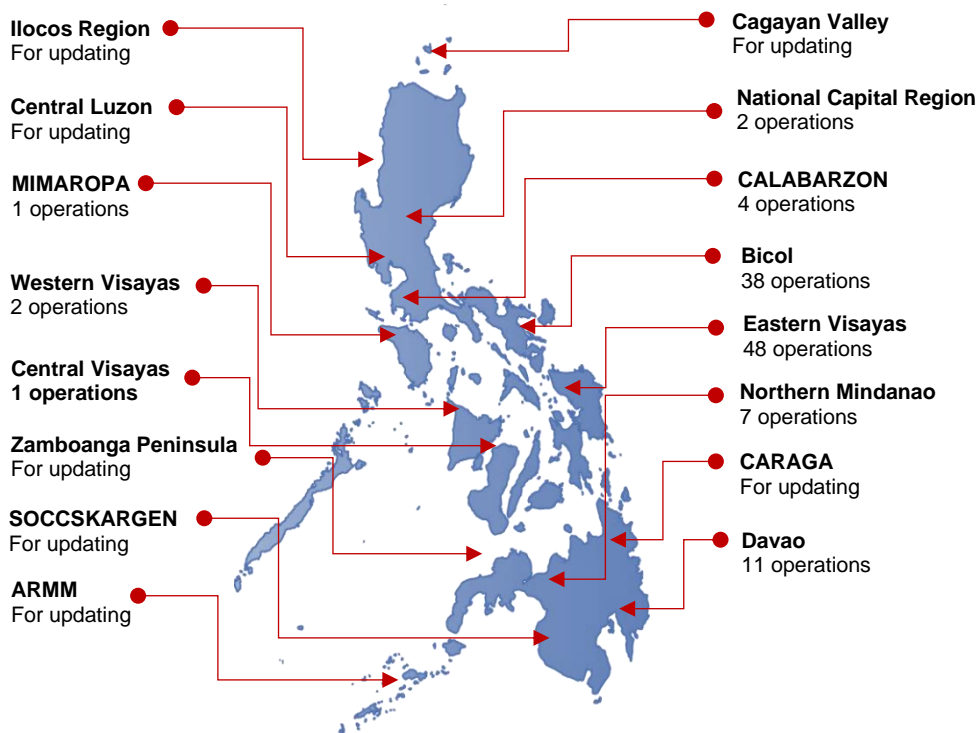 Ilocos Region
For updating
Central Luzon
For updating
MIMAROPA
1 operations
Western Visayas
2 operations
Central Visayas
1 operations
Zamboanga Peninsula
For updating
SOCCSKARGEN
For updating
ARMM
For updating
Cagayan Valley
For updating
National Capital Region
2 operations
CALABARZON
4 operations
Bicol
38 operations
Eastern Visayas
48 operations
Northern Mindanao
7 operations
CARAGA
For updating
Davao
11 operations